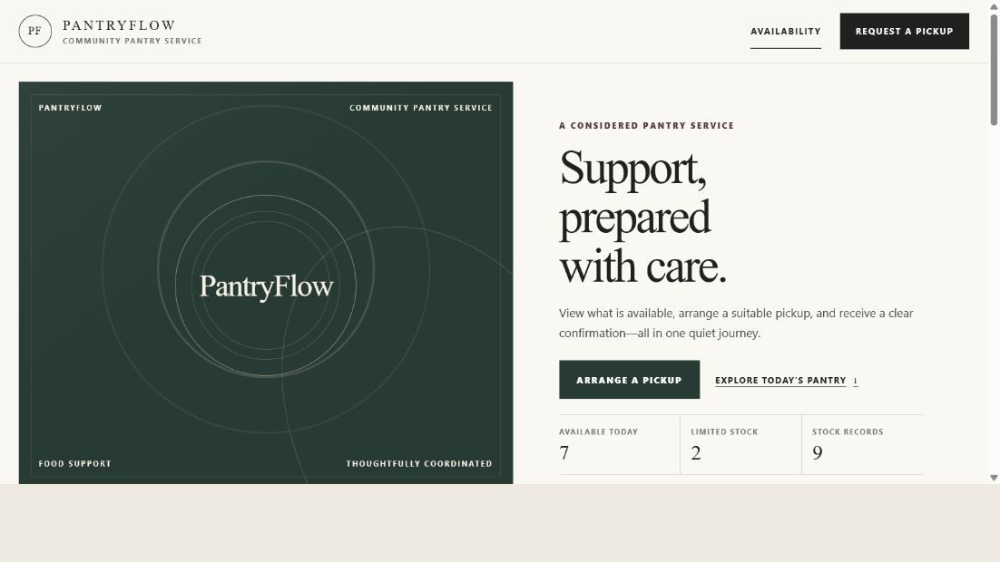 PF
PANTRYFLOW
COMMUNITY PANTRY SERVICE
AVAILABILITY
REQUEST A PICKUP
PANTRYFLOW
COMMUNITY PANTRY SERVICE
PantryFlow
FOOD SUPPORT
THOUGHTFULLY COORDINATED
A CONSIDERED PANTRY SERVICE
Support,
prepared
with care.
View what is available, arrange a suitable pickup, and receive a clear
confirmation—all in one quiet journey.
ARRANGE A PICKUP
EXPLORE TODAY'S PANTRY ↓
AVAILABLE TODAY
7
LIMITED STOCK
2
STOCK RECORDS
9